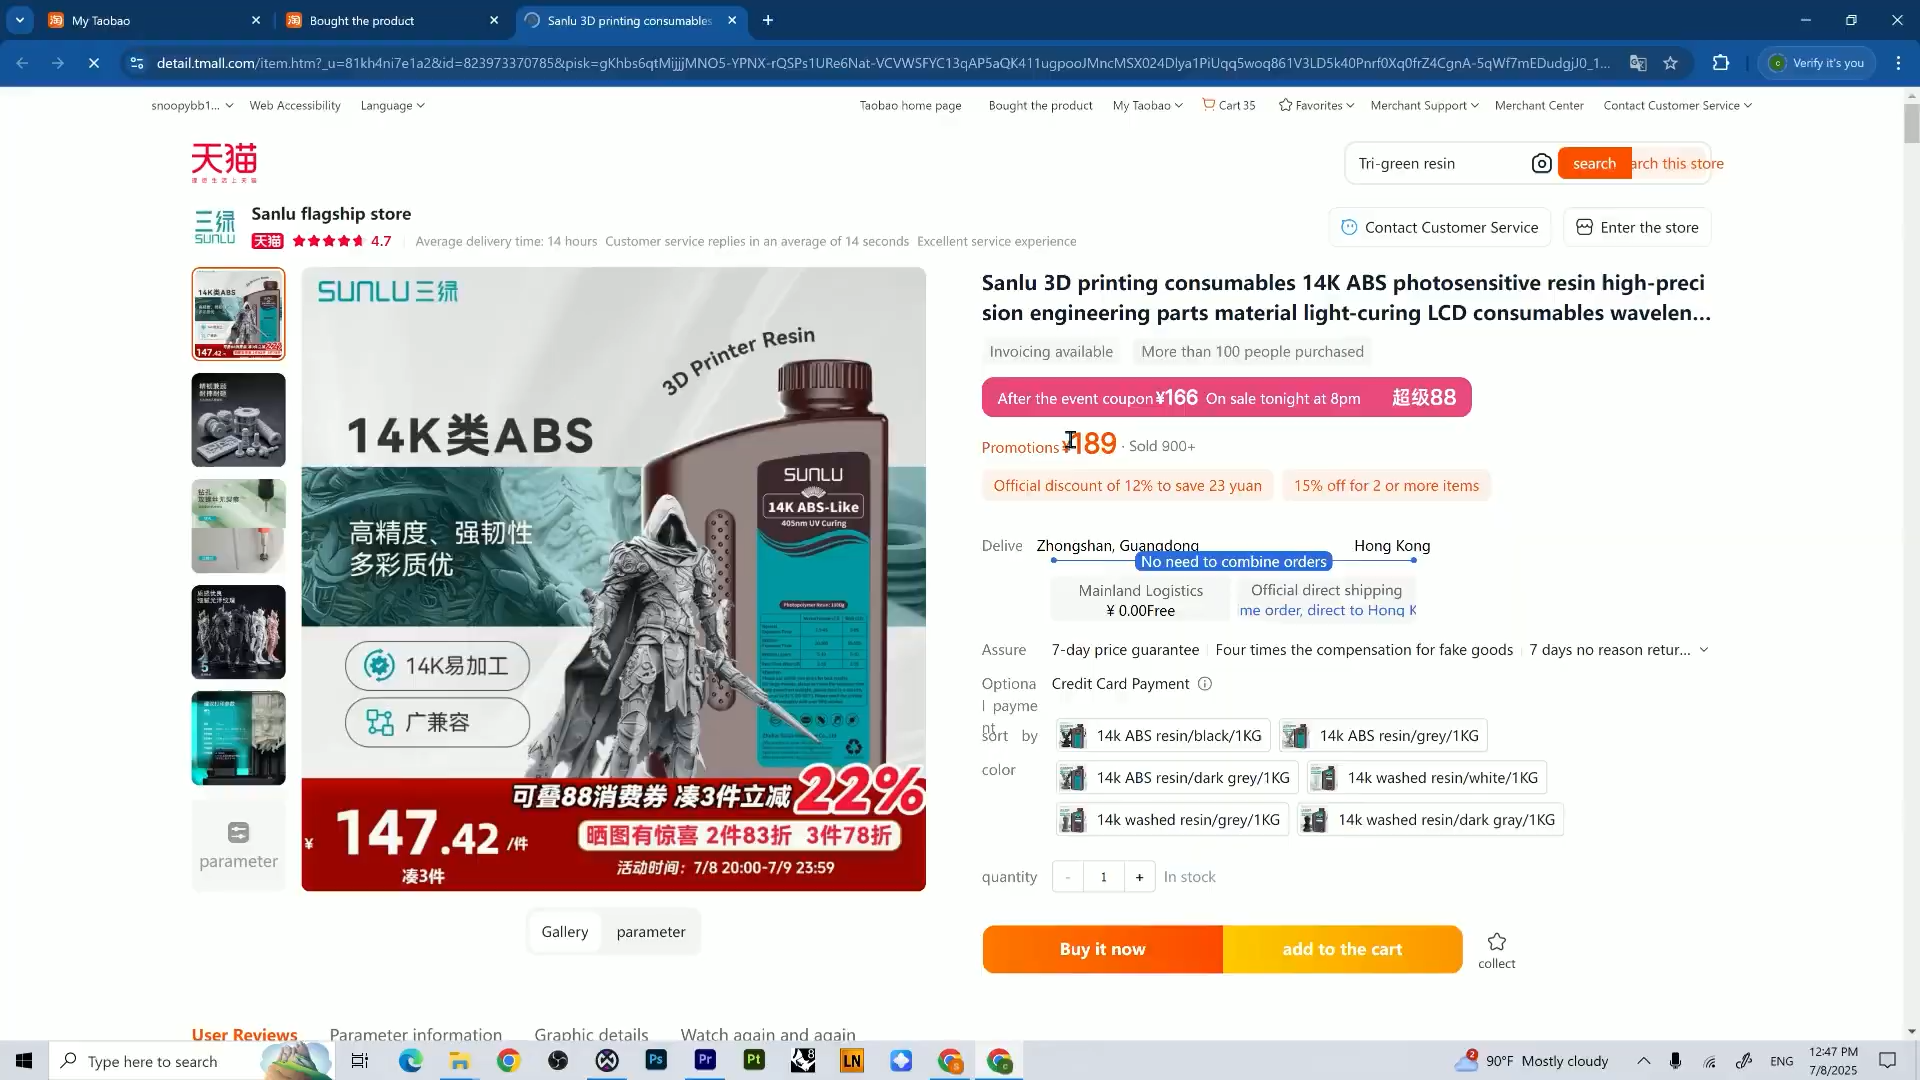 My Taobao
Bought the product
Sanlu 3D printing consumables
detail.tmall.com/item.htm?_u=81kh4ni7e1a2&id=823973370785&pisk=gKhbs6qtMijjjMNO5-YPNX-rQSPs1URe6Nat-VCVWSFYC13qAP5aQK411ugpooJMncMSX024Dlya1PiUqq5woq861V3LD5k40Pnrf0Xq0frZ4CgnA-5qWf7mEDudgjJ0_1...
Verify it's you
snoopybb1...
Web Accessibility
Language
Taobao home page
Bought the product
My Taobao
Cart 35
Favorites
Merchant Support
Merchant Center
Contact Customer Service
天猫
Tri-green resin
search
arch this store
三绿
SUNLU
Sanlu flagship store
天猫 4.7
Average delivery time: 14 hours Customer service replies in an average of 14 seconds Excellent service experience
Contact Customer Service
Enter the store
SUNLU三绿
3D Printer Resin
14K类ABS
高精度、强韧性
多彩质优
SUNLU
14K ABS-Like
405nm UV Curing
14K易加工
广兼容
可叠88消费券 凑3件立减22%
¥147.42/件
凑3件
晒图有惊喜 2件83折 3件78折
活动时间：7/8 20:00-7/9 23:59
parameter
Gallery
parameter
Sanlu 3D printing consumables 14K ABS photosensitive resin high-preci
sion engineering parts material light-curing LCD consumables wavelen...
Invoicing available
More than 100 people purchased
After the event coupon ¥166 On sale tonight at 8pm
超级88
Promotions ¥189 · Sold 900+
Official discount of 12% to save 23 yuan
15% off for 2 or more items
Delive
Zhongshan, Guangdong
Hong Kong
No need to combine orders
Mainland Logistics
¥ 0.00Free
Official direct shipping
me order, direct to Hong K
Assure
7-day price guarantee
Four times the compensation for fake goods
7 days no reason retur...
Optiona
l payme
nt
Credit Card Payment
sort by
color
14k ABS resin/black/1KG
14k ABS resin/grey/1KG
14k ABS resin/dark grey/1KG
14k washed resin/white/1KG
14k washed resin/grey/1KG
14k washed resin/dark gray/1KG
quantity
- 1 +
In stock
Buy it now
add to the cart
collect
User Reviews
Parameter information
Graphic details
Watch again and again
Type here to search
90°F Mostly cloudy
ENG
12:47 PM
7/8/2025